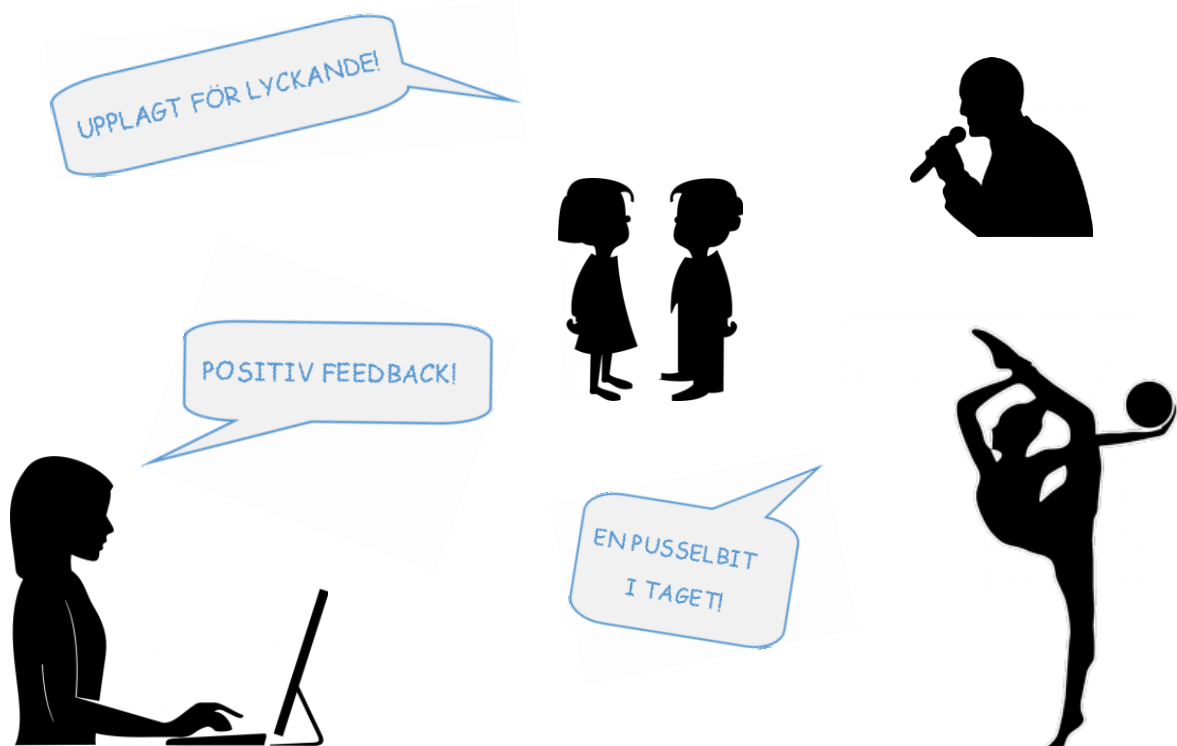 UPPLAGT FÖR LYCKANDE!
POSITIV FEEDBACK!
EN PUSSELBIT
I TAGET!